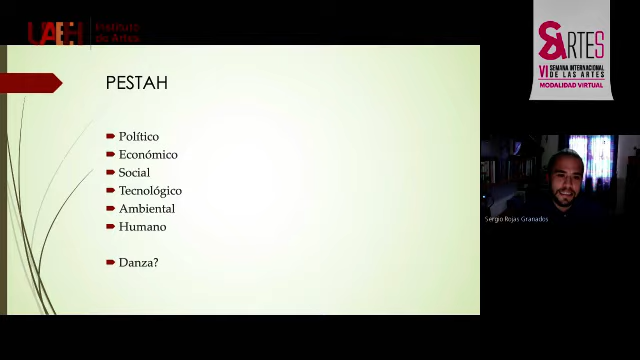 UAEH
Instituto
de Artes
PESTAH
Político
Económico
Social
Tecnológico
Ambiental
Humano
Danza?
SARTES
VI SEMANA INTERNACIONAL
DE LAS ARTES
MODALIDAD VIRTUAL
Sergio Rojas Granados